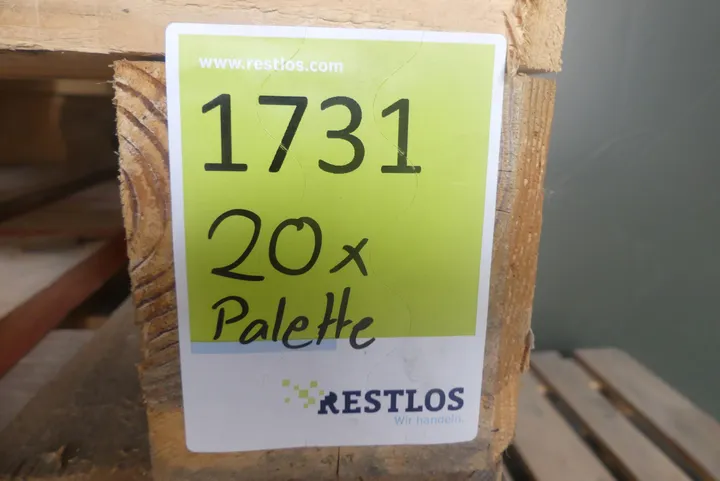 www.restlos.com
1731
20x
Palette
RESTLOS
Wir handeln.